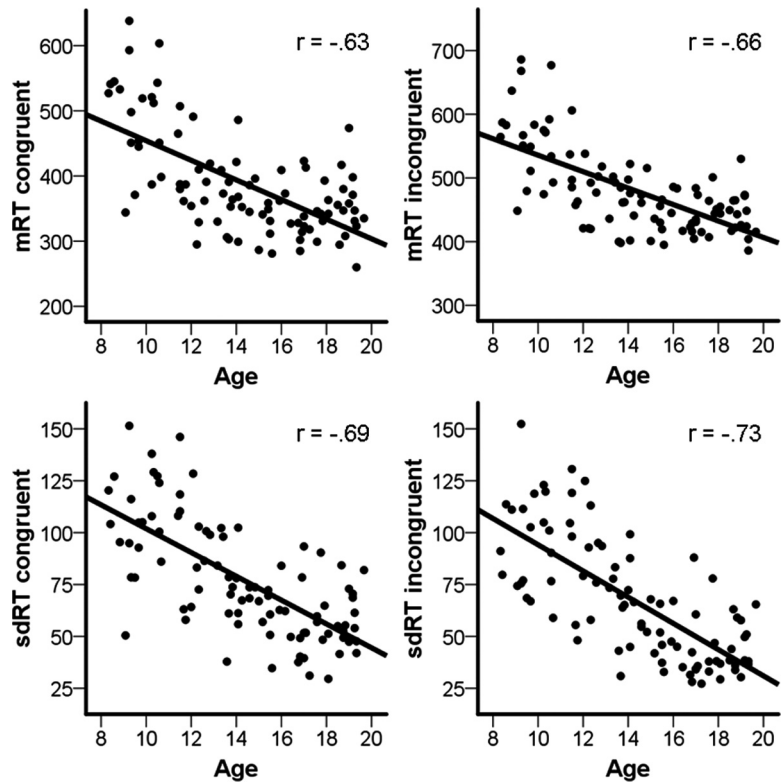 r = -.63
mRT congruent
600
500
400
300
200
8 10 12 14 16 18 20
Age
r = -.66
mRT incongruent
700
600
500
400
300
8 10 12 14 16 18 20
Age
r = -.69
sdRT congruent
150
125
100
75
50
25
8 10 12 14 16 18 20
Age
r = -.73
sdRT incongruent
150
125
100
75
50
25
8 10 12 14 16 18 20
Age